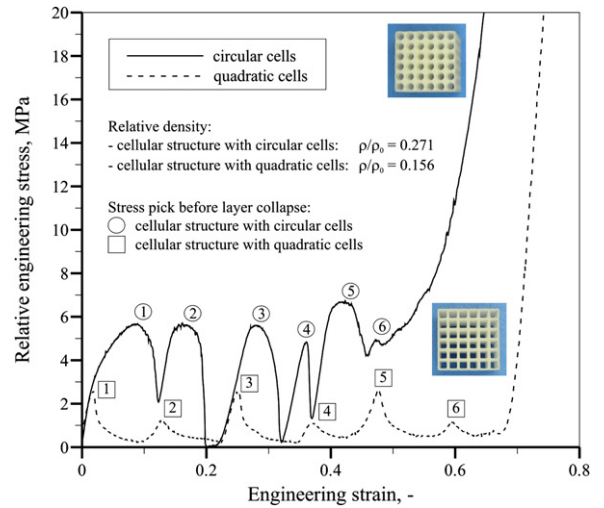 20
18
16
14
12
10
8
6
4
2
0
Relative engineering stress, MPa
circular cells
quadratic cells
Relative density:
- cellular structure with circular cells: ρ/ρ₀ = 0.271
- cellular structure with quadratic cells: ρ/ρ₀ = 0.156
Stress pick before layer collapse:
cellular structure with circular cells
cellular structure with quadratic cells
1
2
3
4
5
6
1
2
3
4
5
6
0
0.2
0.4
0.6
0.8
Engineering strain, -